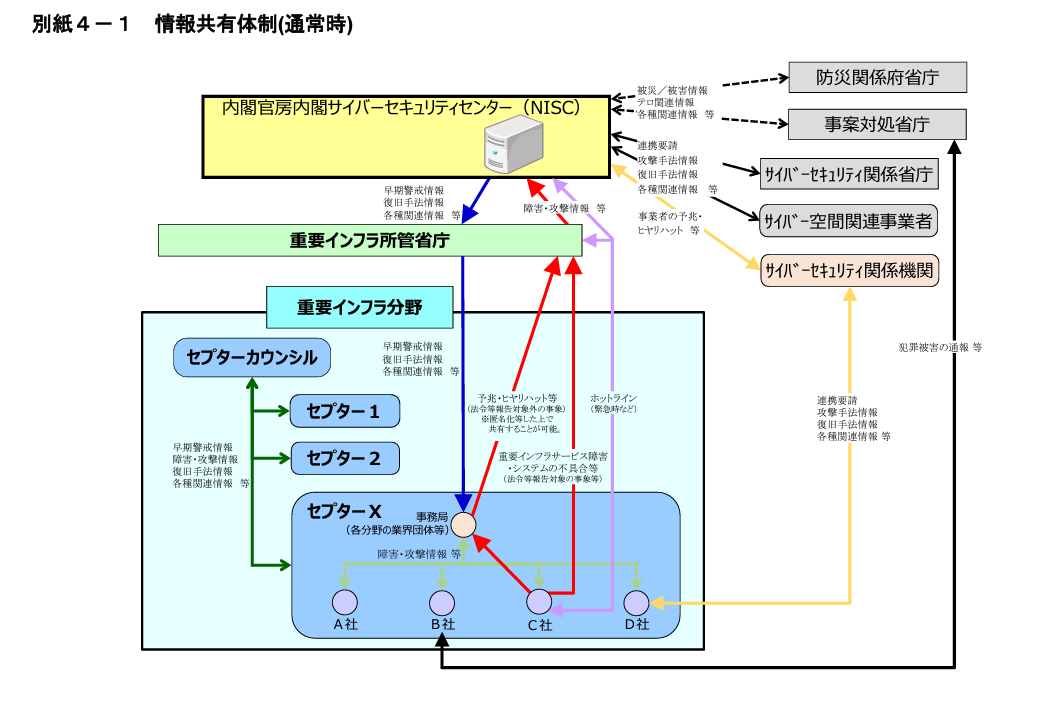 別紙４－１　情報共有体制(通常時)
内閣官房内閣サイバーセキュリティセンター（NISC）
防災関係府省庁
被災／被害情報
テロ関連情報
各種関連情報　等
事案対処省庁
連携要請
攻撃手法情報
復旧手法情報
各種関連情報　等
ｻｲﾊﾞｰｾｷｭﾘﾃｨ関係省庁
早期警戒情報
復旧手法情報
各種関連情報　等
障害・攻撃情報　等
事業者の予兆・
ヒヤリハット　等
ｻｲﾊﾞｰ空間関連事業者
重要インフラ所管省庁
ｻｲﾊﾞｰｾｷｭﾘﾃｨ関係機関
重要インフラ分野
セプターカウンシル
早期警戒情報
復旧手法情報
各種関連情報　等
犯罪被害の通報 等
セプター１
予兆・ヒヤリハット等
（法令等報告対象外の事象）
※匿名化等した上で
共有することが可能。
ホットライン
（緊急時など）
連携要請
攻撃手法情報
復旧手法情報
各種関連情報 等
セプター２
早期警戒情報
障害・攻撃情報
復旧手法情報
各種関連情報　等
重要インフラサービス障害
・システムの不具合等
（法令等報告対象の事象等）
セプターＸ
事務局
（各分野の業界団体等）
障害・攻撃情報 等
Ａ社
Ｂ社
Ｃ社
Ｄ社